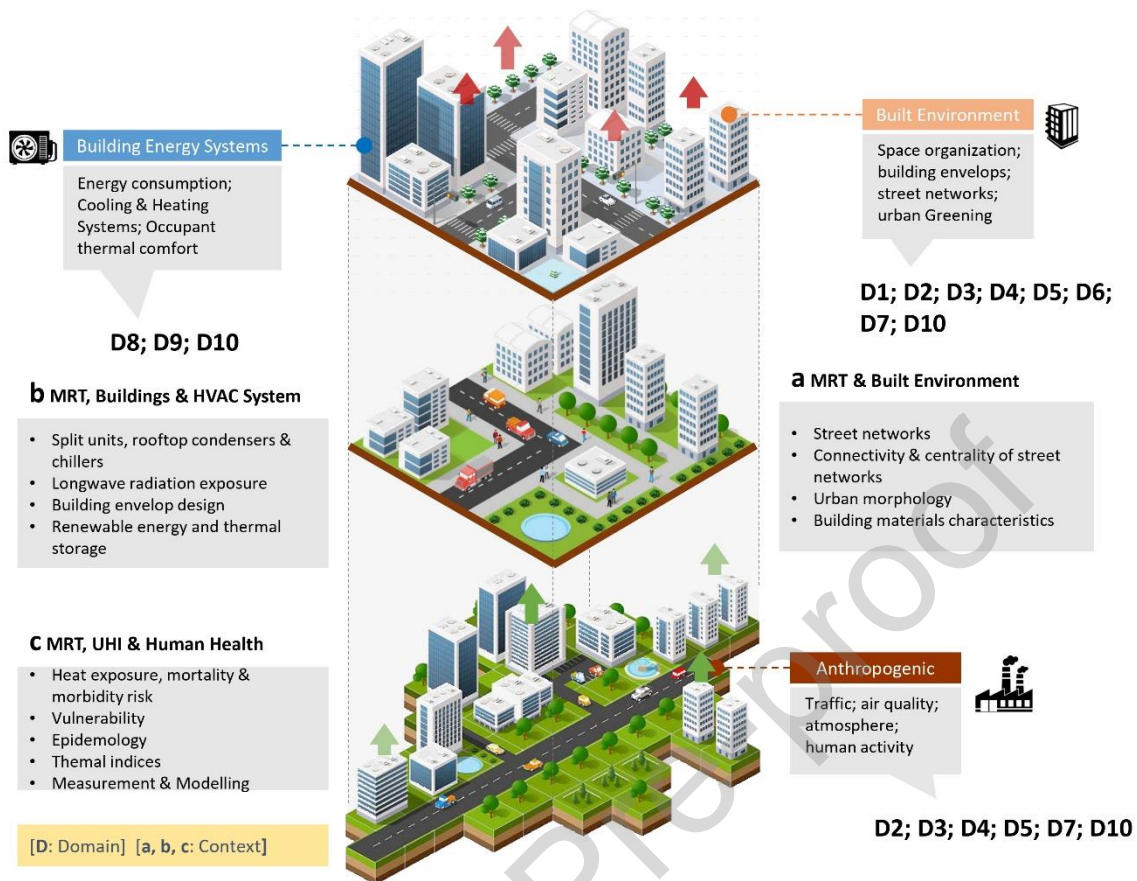 Building Energy Systems
Energy consumption;
Cooling & Heating
Systems; Occupant
thermal comfort
D8; D9; D10
Built Environment
Space organization;
building envelops;
street networks;
urban Greening
D1; D2; D3; D4; D5; D6;
D7; D10
b MRT, Buildings & HVAC System
• Split units, rooftop condensers &
chillers
• Longwave radiation exposure
• Building envelop design
• Renewable energy and thermal
storage
a MRT & Built Environment
• Street networks
• Connectivity & centrality of street
networks
• Urban morphology
• Building materials characteristics
c MRT, UHI & Human Health
• Heat exposure, mortality &
morbidity risk
• Vulnerability
• Epidemology
• Themal indices
• Measurement & Modelling
Anthropogenic
Traffic; air quality;
atmosphere;
human activity
D2; D3; D4; D5; D7; D10
[D: Domain] [a, b, c: Context]
Pre-proof